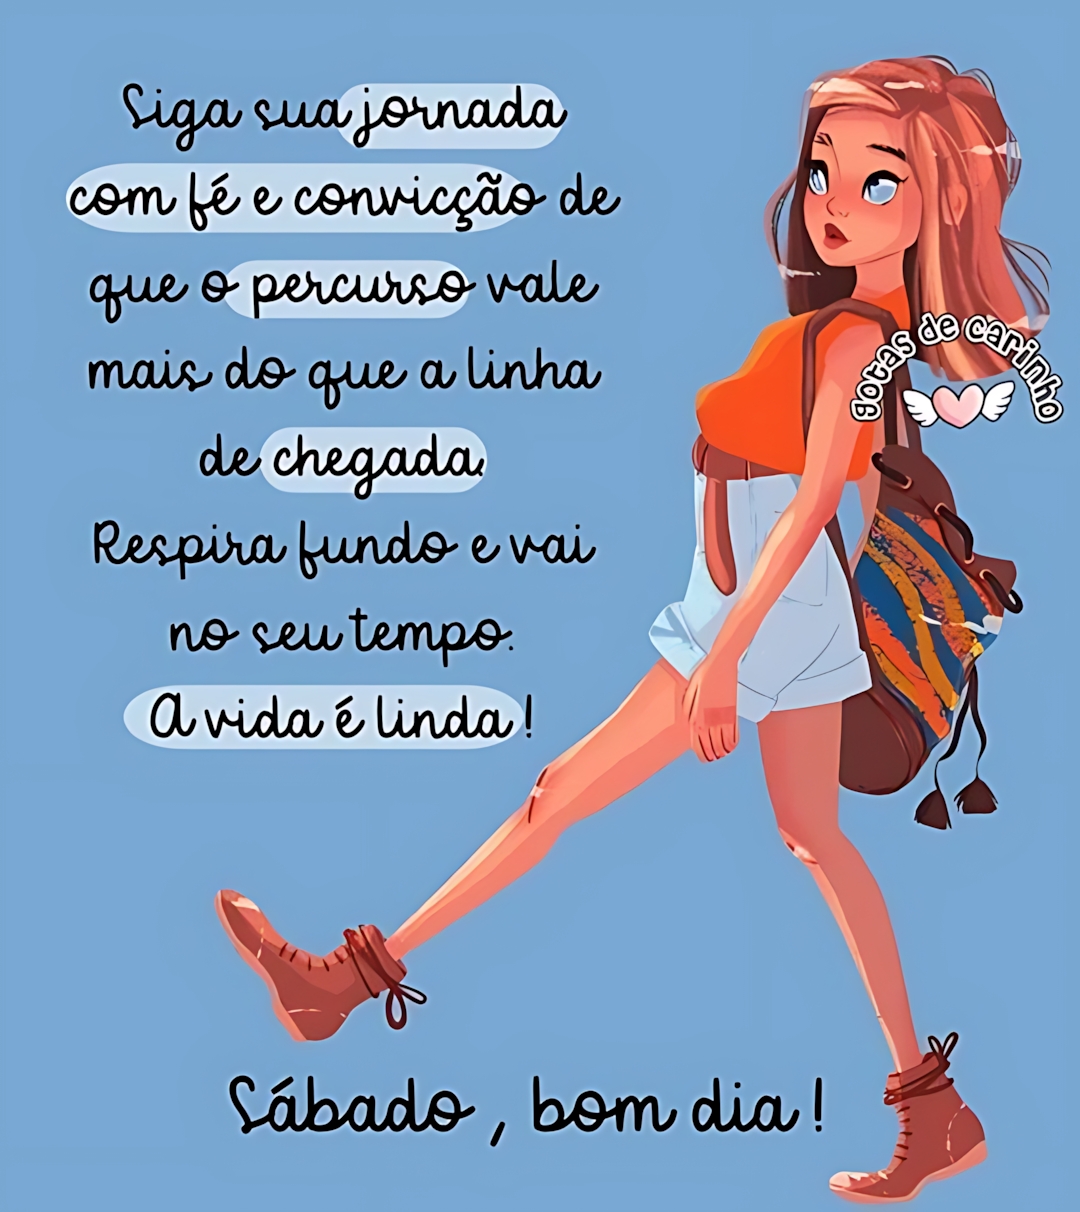 Siga sua jornada
com fé e convicção de
que o percurso vale
mais do que a linha
de chegada.
Respira fundo e vai
no seu tempo.
A vida é linda!
gotas de carinho
Sábado, bom dia!